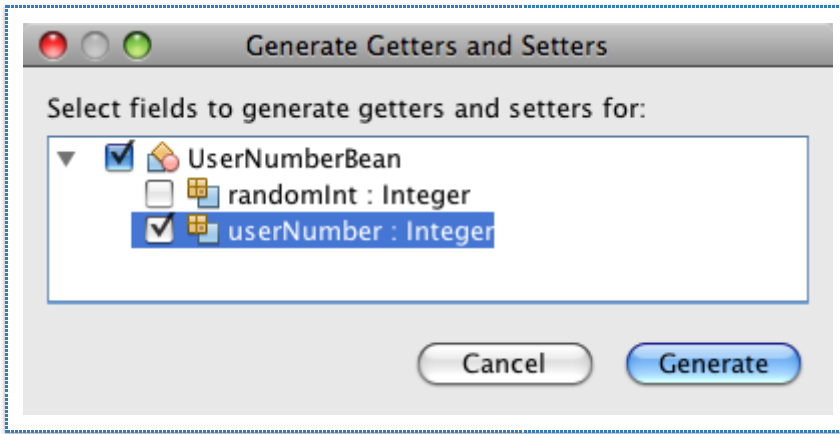 Generate Getters and Setters
Select fields to generate getters and setters for:
UserNumberBean
randomInt : Integer
userNumber : Integer
Cancel Generate